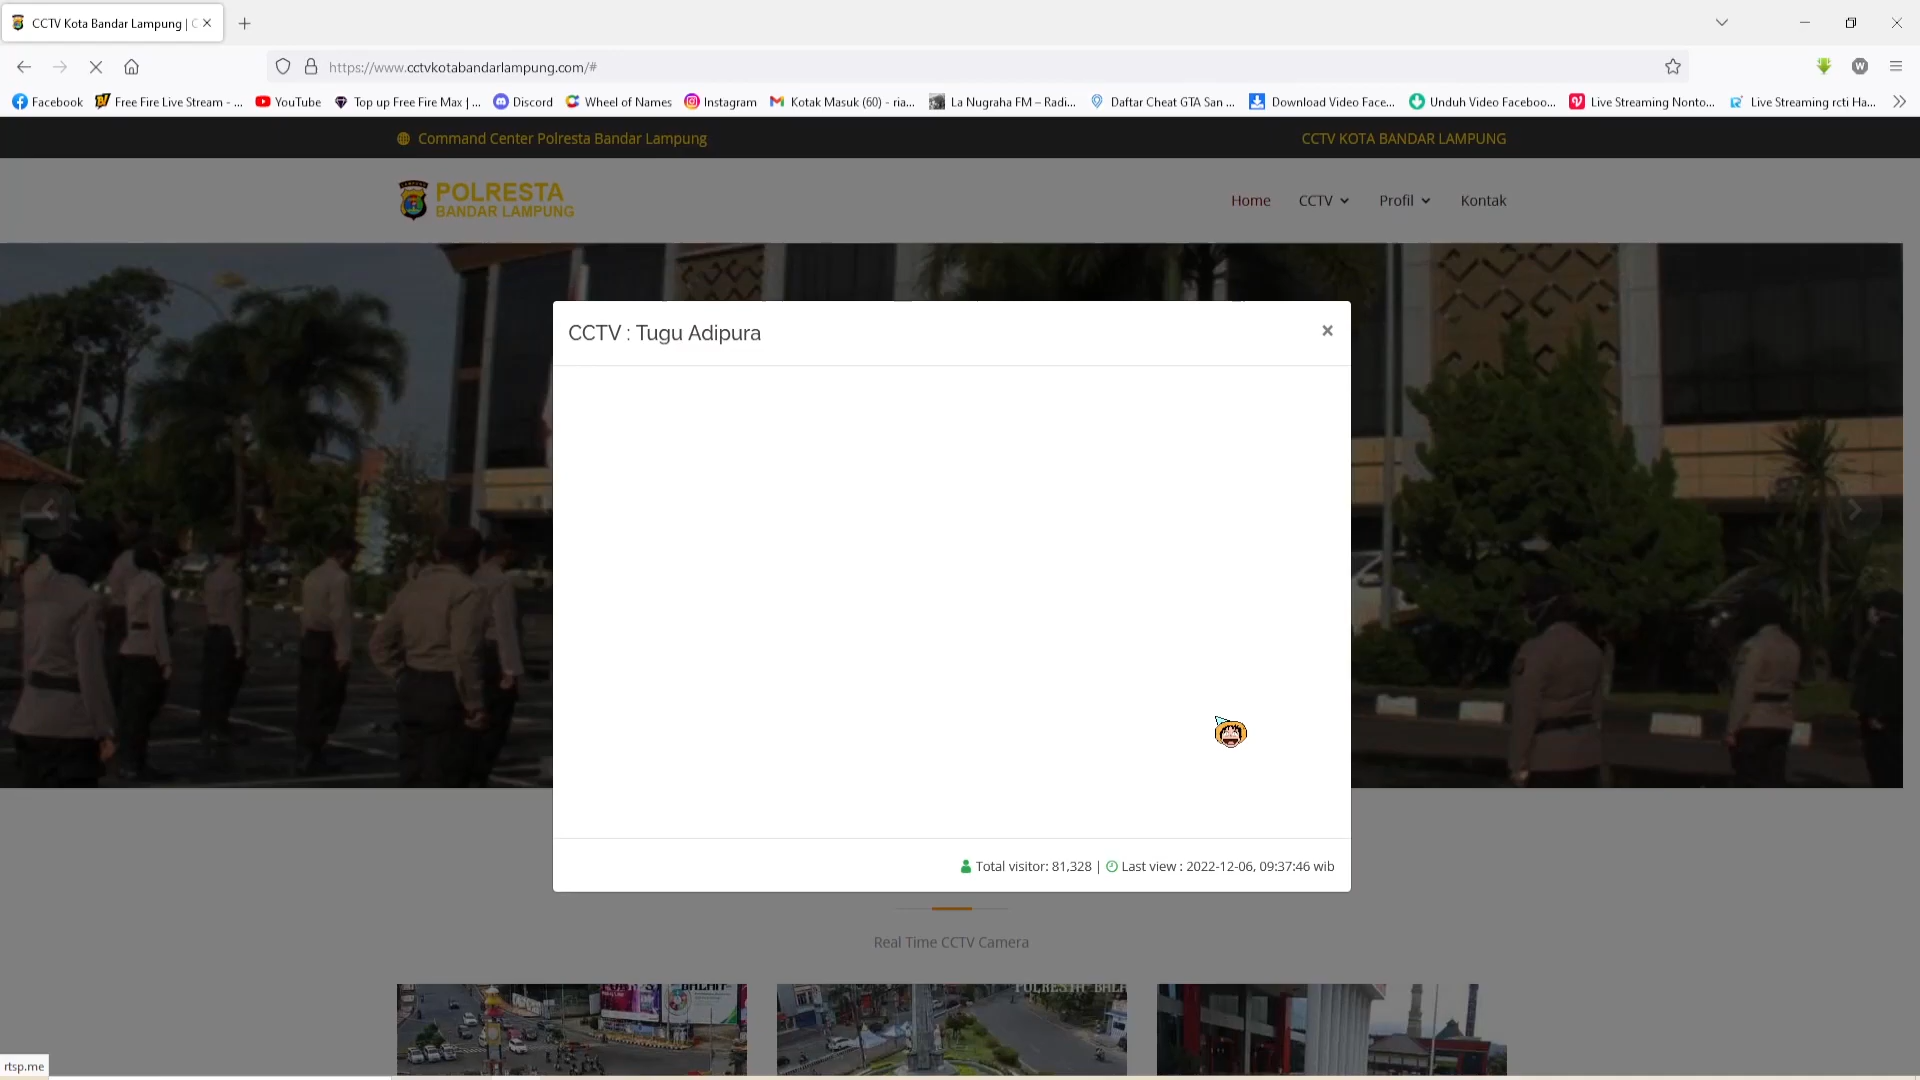 CCTV Kota Bandar Lampung | C
https://www.cctvkotabandarlampung.com/#
Facebook
Free Fire Live Stream - ...
YouTube
Top up Free Fire Max | ...
Discord
Wheel of Names
Instagram
Kotak Masuk (60) - ria...
La Nugraha FM – Radi...
Daftar Cheat GTA San ...
Download Video Face...
Unduh Video Faceboo...
Live Streaming Nonto...
Live Streaming rcti Ha...
Command Center Polresta Bandar Lampung
CCTV KOTA BANDAR LAMPUNG
POLRESTA
BANDAR LAMPUNG
Home
CCTV
Profil
Kontak
CCTV : Tugu Adipura
Total visitor: 81,328 | Last view : 2022-12-06, 09:37:46 wib
Real Time CCTV Camera
rtsp.me